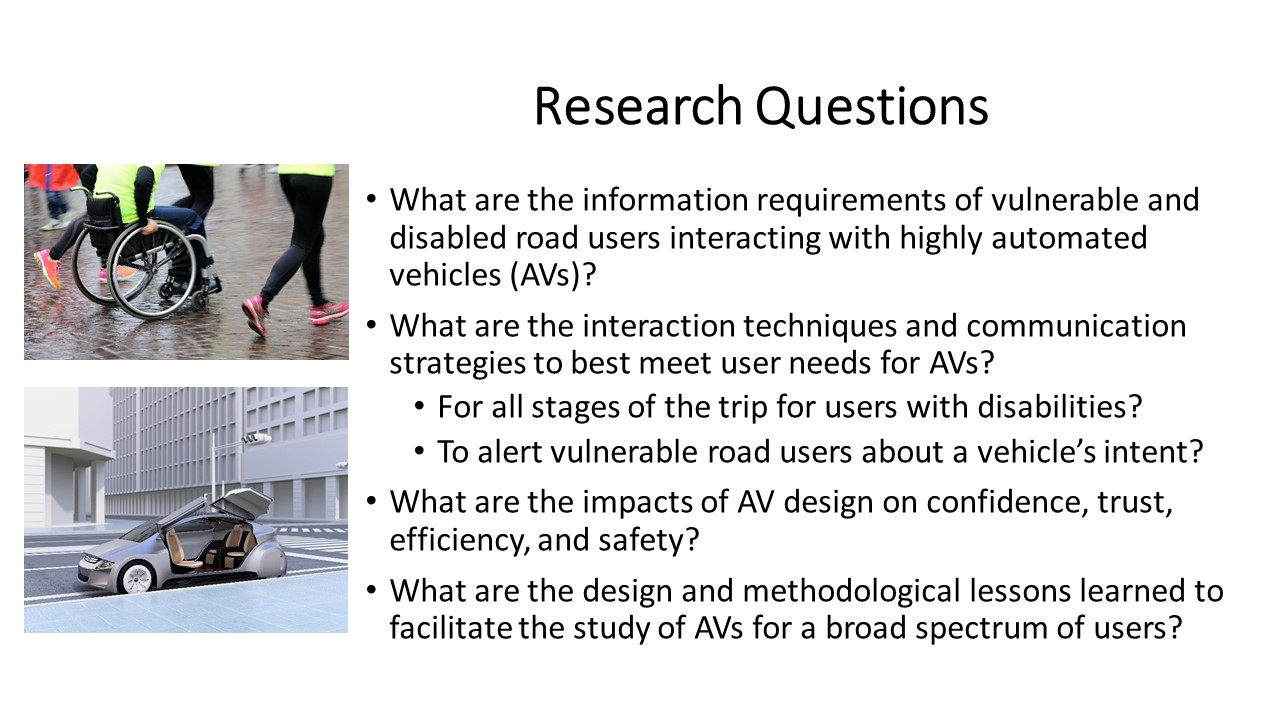 Research Questions
• What are the information requirements of vulnerable and
disabled road users interacting with highly automated
vehicles (AVs)?
• What are the interaction techniques and communication
strategies to best meet user needs for AVs?
• For all stages of the trip for users with disabilities?
• To alert vulnerable road users about a vehicle’s intent?
• What are the impacts of AV design on confidence, trust,
efficiency, and safety?
• What are the design and methodological lessons learned to
facilitate the study of AVs for a broad spectrum of users?